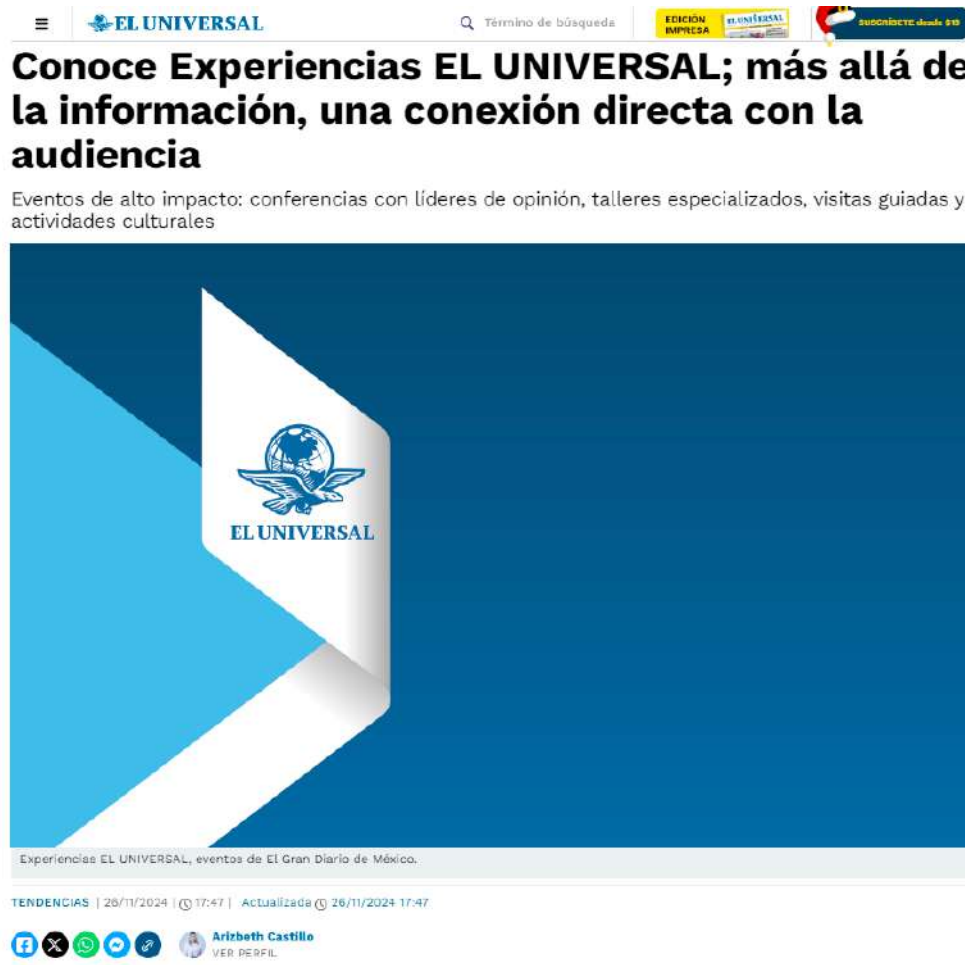 EL UNIVERSAL
Término de búsqueda
EDICIÓN
IMPRESA
EL UNIVERSAL
SUSCRÍBETE desde $19
Conoce Experiencias EL UNIVERSAL; más allá de
la información, una conexión directa con la
audiencia
Eventos de alto impacto: conferencias con líderes de opinión, talleres especializados, visitas guiadas y
actividades culturales
EL UNIVERSAL
Experiencias EL UNIVERSAL, eventos de El Gran Diario de México.
TENDENCIAS | 26/11/2024 | 17:47 | Actualizada 26/11/2024 17:47
Arizbeth Castillo
VER PERFIL